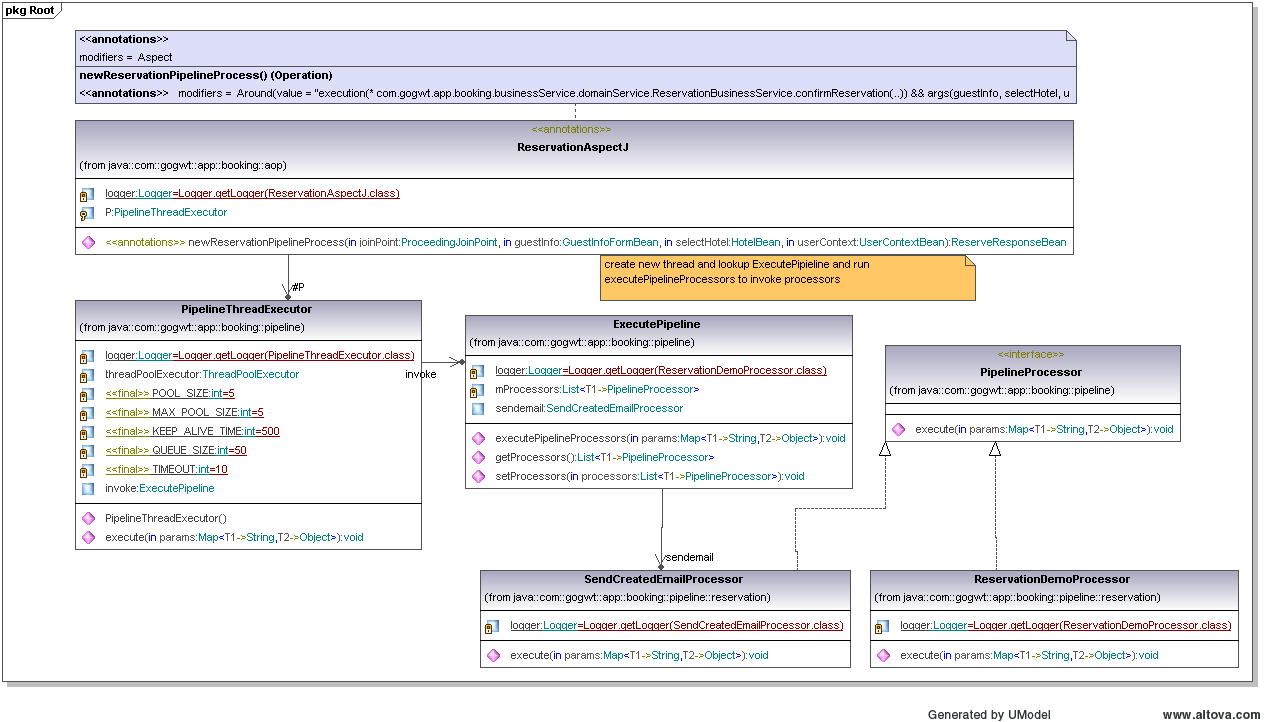 pkg Root
<<annotations>>
modifiers = Aspect
newReservationPipelineProcess() (Operation)
<<annotations>> modifiers = Around(value = "execution(* com.gogwt.app.booking.businessService.domainService.ReservationBusinessService.confirmReservation(..)) && args(guestInfo, selectHotel, u
<<annotations>>
ReservationAspectJ
(from java::com::gogwt::app::booking::aop)
logger:Logger=Logger.getLogger(ReservationAspectJ.class)
P:PipelineThreadExecutor
<<annotations>> newReservationPipelineProcess(in joinPoint:ProceedingJoinPoint, in guestInfo:GuestInfoFormBean, in selectHotel:HotelBean, in userContext:UserContextBean):ReserveResponseBean
create new thread and lookup ExecutePipieline and run
executePipelineProcessors to invoke processors
#P
PipelineThreadExecutor
(from java::com::gogwt::app::booking::pipeline)
logger:Logger=Logger.getLogger(PipelineThreadExecutor.class)
threadPoolExecutor:ThreadPoolExecutor
<<final>> POOL_SIZE:int=5
<<final>> MAX_POOL_SIZE:int=5
<<final>> KEEP_ALIVE_TIME:int=500
<<final>> QUEUE_SIZE:int=50
<<final>> TIMEOUT:int=10
invoke:ExecutePipeline
PipelineThreadExecutor()
execute(in params:Map<T1->String,T2->Object>):void
invoke
ExecutePipeline
(from java::com::gogwt::app::booking::pipeline)
logger:Logger=Logger.getLogger(ReservationDemoProcessor.class)
mProcessors:List<T1->PipelineProcessor>
sendemail:SendCreatedEmailProcessor
executePipelineProcessors(in params:Map<T1->String,T2->Object>):void
getProcessors():List<T1->PipelineProcessor>
setProcessors(in processors:List<T1->PipelineProcessor>):void
<<interface>>
PipelineProcessor
(from java::com::gogwt::app::booking::pipeline)
execute(in params:Map<T1->String,T2->Object>):void
sendemail
SendCreatedEmailProcessor
(from java::com::gogwt::app::booking::pipeline::reservation)
logger:Logger=Logger.getLogger(SendCreatedEmailProcessor.class)
execute(in params:Map<T1->String,T2->Object>):void
ReservationDemoProcessor
(from java::com::gogwt::app::booking::pipeline::reservation)
logger:Logger=Logger.getLogger(ReservationDemoProcessor.class)
execute(in params:Map<T1->String,T2->Object>):void
Generated by UModel
www.altova.com